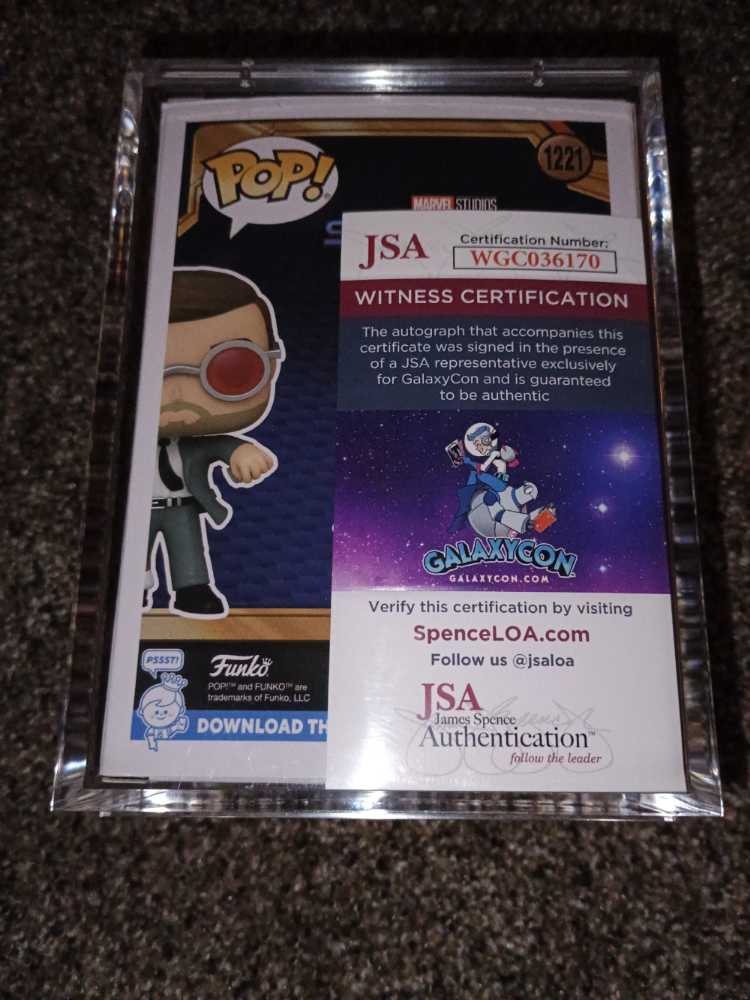 POP!
1221
MARVEL STUDIOS
JSA
Certification Number:
WGC036170
WITNESS CERTIFICATION
The autograph that accompanies this
certificate was signed in the presence
of a JSA representative exclusively
for GalaxyCon and is guaranteed
to be authentic
GALAXYCON
GALAXYCON.COM
Verify this certification by visiting
SpenceLOA.com
Follow us @jsaloa
JSA
James Spence
Authentication™
follow the leader
PSSST!
Funko
POP!™ and FUNKO™ are
trademarks of Funko, LLC
DOWNLOAD TH